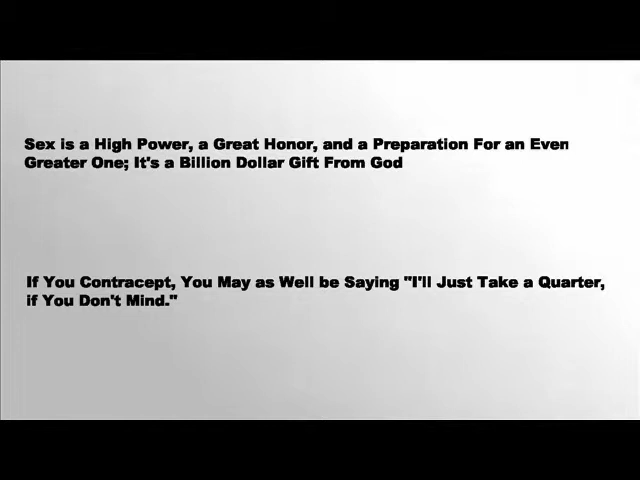 Sex is a High Power, a Great Honor, and a Preparation For an Even
Greater One; It's a Billion Dollar Gift From God
If You Contracept, You May as Well be Saying "I'll Just Take a Quarter,
if You Don't Mind."